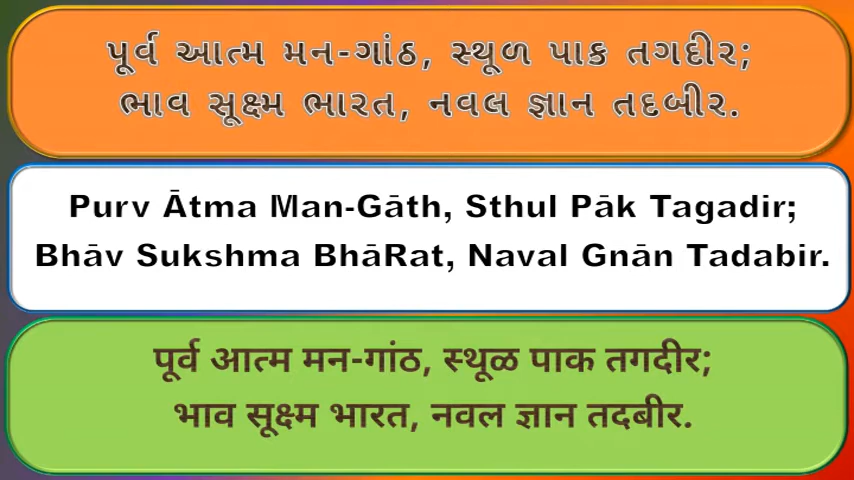 પૂર્વ આત્મ મન-ગાંઠ, સ્થૂળ પાક તગદીર;
ભાવ સૂક્ષ્મ ભારત, નવલ જ્ઞાન તદબીર.
Purv Ātma Man-Gāth, Sthul Pāk Tagadir;
Bhāv Sukshma BhāRat, Naval Gnān Tadabir.
पूर्व आत्म मन-गांठ, स्थूळ पाक तगदीर;
भाव सूक्ष्म भारत, नवल ज्ञान तदबीर.